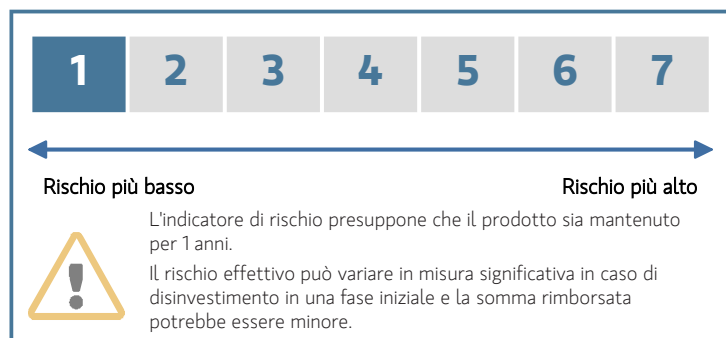 1 2 3 4 5 6 7
Rischio più basso Rischio più alto
L'indicatore di rischio presuppone che il prodotto sia mantenuto
per 1 anni.
Il rischio effettivo può variare in misura significativa in caso di
disinvestimento in una fase iniziale e la somma rimborsata
potrebbe essere minore.